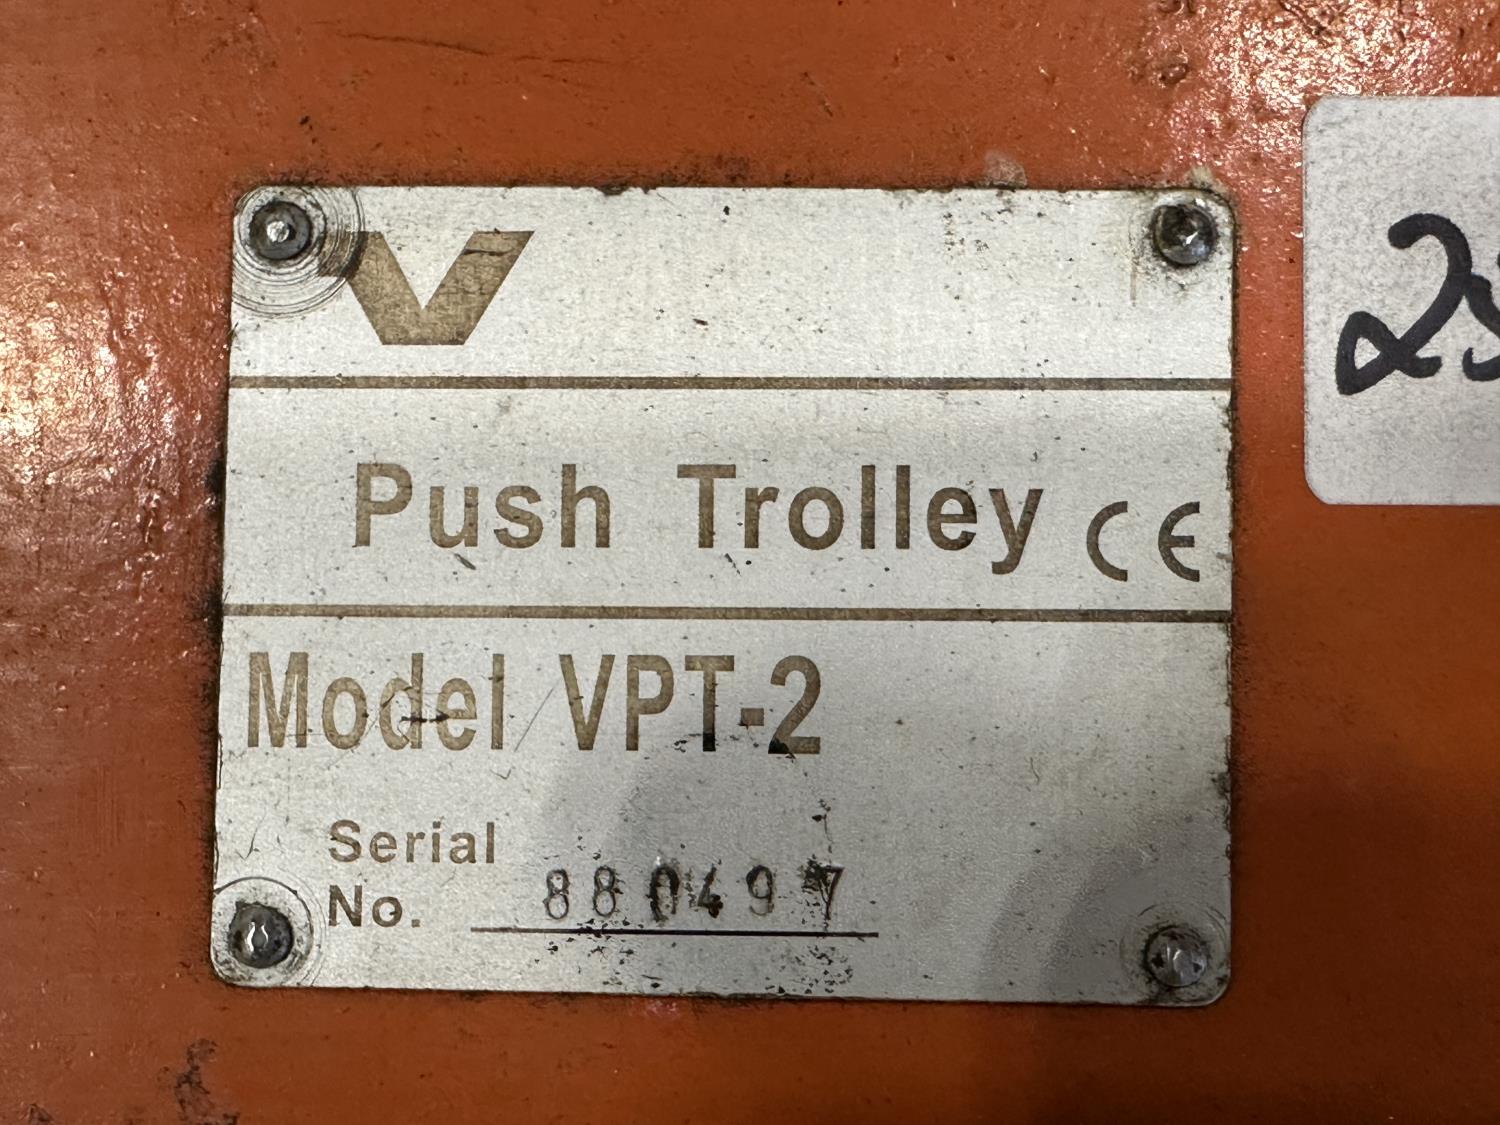 V
Push Trolley CE
Model VPT-2
Serial
No. 880497